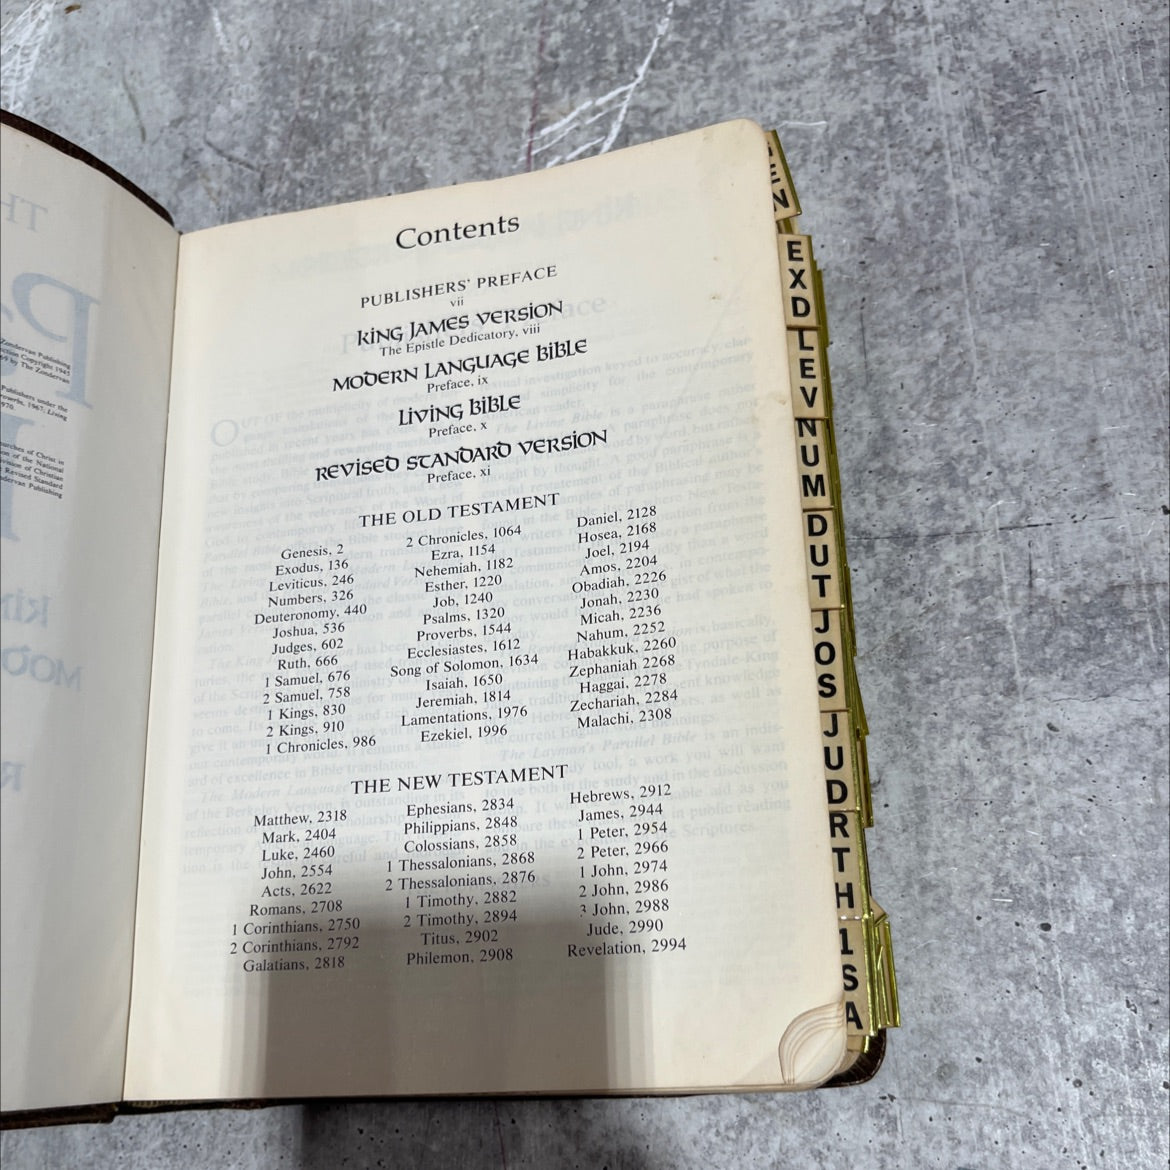 Contents
PUBLISHERS' PREFACE
vii
KING JAMES VERSION
The Epistle Dedicatory, viii
MODERN LANGUAGE BIBLE
Preface, ix
LIVING BIBLE
Preface, x
REVISED STANDARD VERSION
Preface, xi
THE OLD TESTAMENT
Genesis, 2
Exodus, 136
Leviticus, 246
Numbers, 326
Deuteronomy, 440
Joshua, 536
Judges, 602
Ruth, 666
1 Samuel, 676
2 Samuel, 758
1 Kings, 830
2 Kings, 910
1 Chronicles, 986
2 Chronicles, 1064
Ezra, 1154
Nehemiah, 1182
Esther, 1220
Job, 1240
Psalms, 1320
Proverbs, 1544
Ecclesiastes, 1612
Song of Solomon, 1634
Isaiah, 1650
Jeremiah, 1814
Lamentations, 1976
Ezekiel, 1996
Daniel, 2128
Hosea, 2168
Joel, 2194
Amos, 2204
Obadiah, 2226
Jonah, 2230
Micah, 2236
Nahum, 2252
Habakkuk, 2260
Zephaniah 2268
Haggai, 2278
Zechariah, 2284
Malachi, 2308
THE NEW TESTAMENT
Matthew, 2318
Mark, 2404
Luke, 2460
John, 2554
Acts, 2622
Romans, 2708
1 Corinthians, 2750
2 Corinthians, 2792
Galatians, 2818
Ephesians, 2834
Philippians, 2848
Colossians, 2858
1 Thessalonians, 2868
2 Thessalonians, 2876
1 Timothy, 2882
2 Timothy, 2894
Titus, 2902
Philemon, 2908
Hebrews, 2912
James, 2944
1 Peter, 2954
2 Peter, 2966
1 John, 2974
2 John, 2986
3 John, 2988
Jude, 2990
Revelation, 2994
EXD
LEV
NUM
DUT
JOS
JUD
RTH
1SA